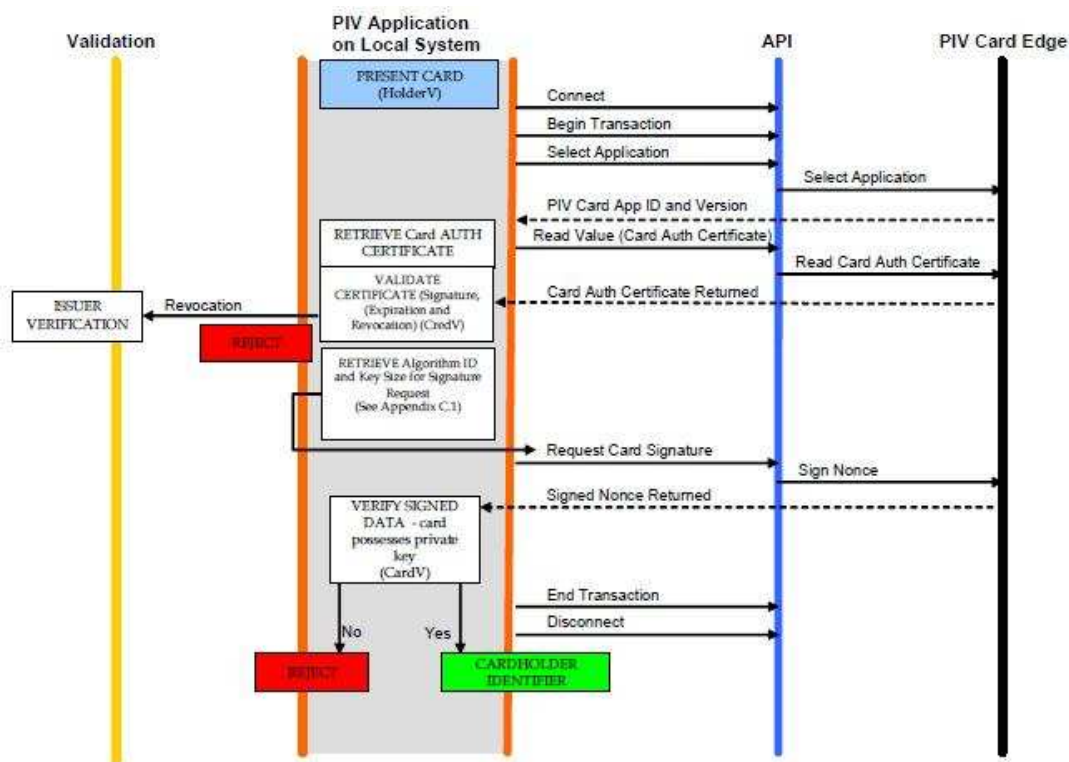 Validation
PIV Application
on Local System
API
PIV Card Edge
PRESENT CARD
(HolderV)
Connect
Begin Transaction
Select Application
Select Application
PIV Card App ID and Version
RETRIEVE Card AUTH
CERTIFICATE
Read Value (Card Auth Certificate)
Read Card Auth Certificate
VALIDATE
CERTIFICATE (Signature,
(Expiration and
Revocation) (CredV)
Card Auth Certificate Returned
ISSUER
VERIFICATION
Revocation
REJECT
RETRIEVE Algorithm ID
and Key Size for Signature
Request
(See Appendix C.1)
Request Card Signature
Sign Nonce
Signed Nonce Returned
VERIFY SIGNED
DATA - card
possesses private
key
(CardV)
End Transaction
Disconnect
No
Yes
REJECT
CARDHOLDER
IDENTIFIER